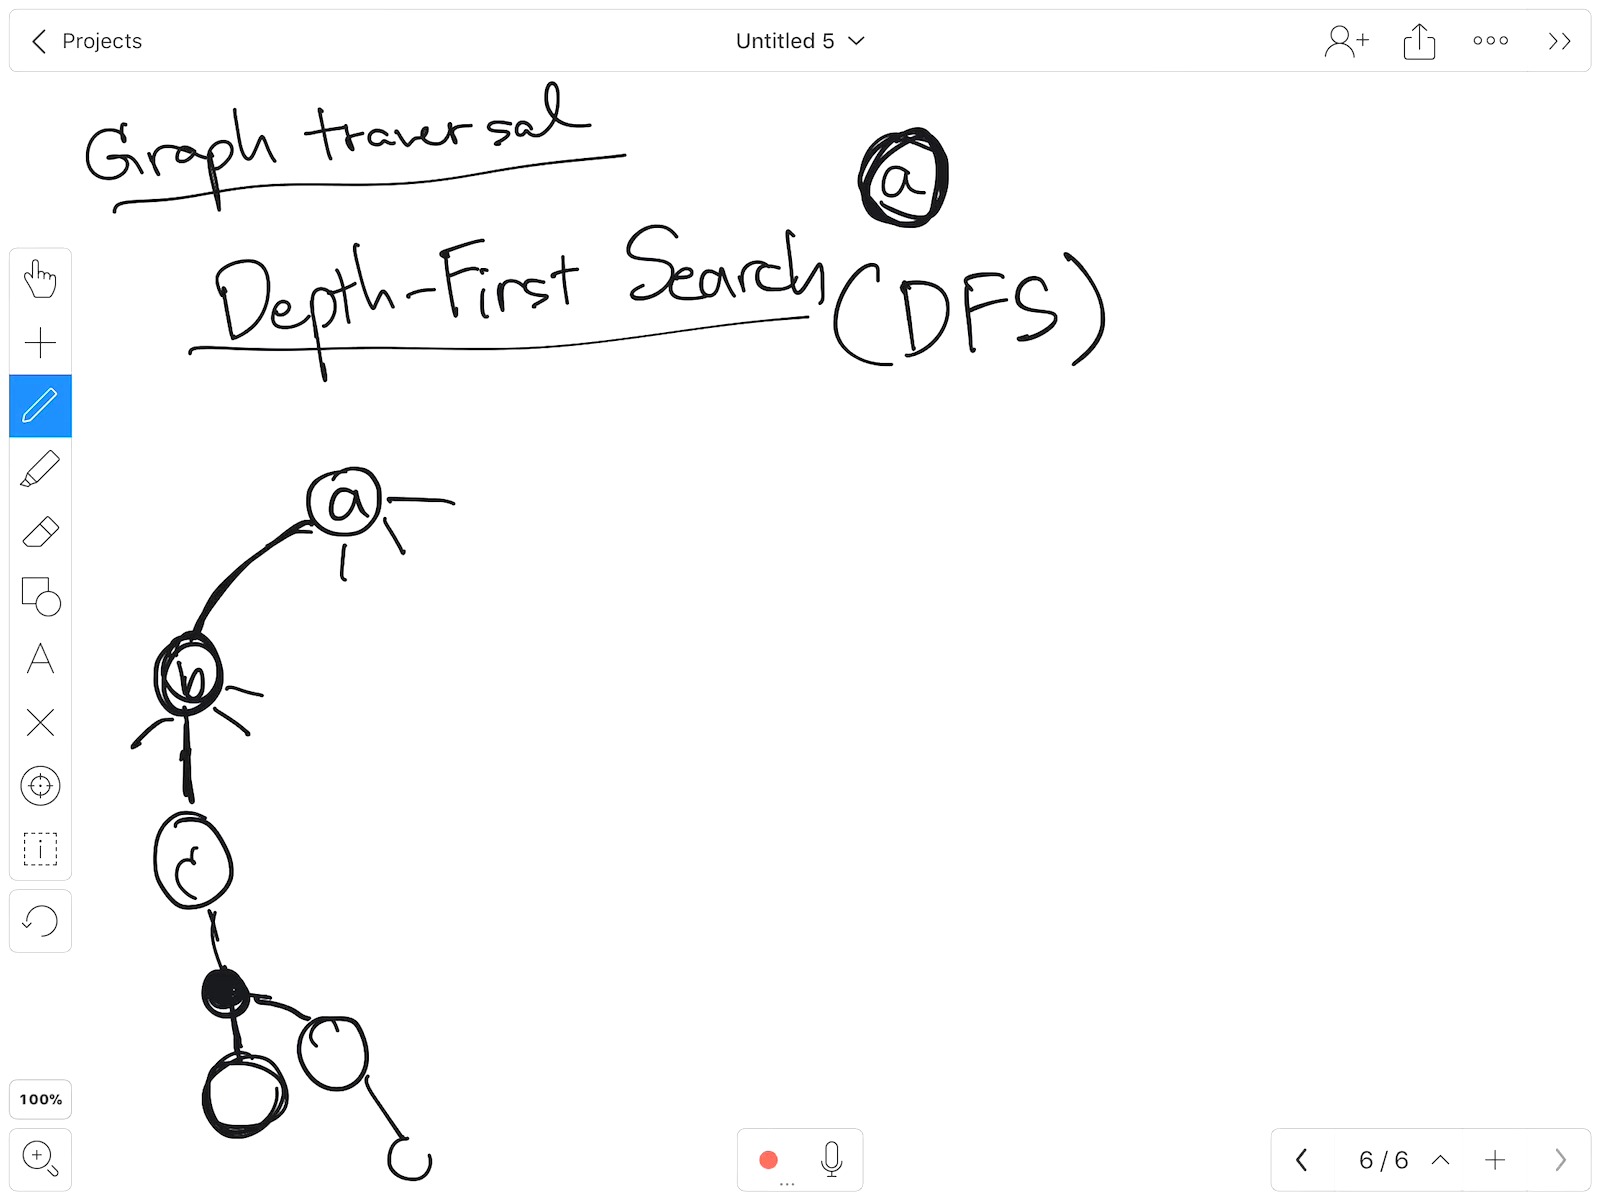 Projects
Untitled 5
Graph traversal
a
Depth-First Search (DFS)
a
b
c
100%
6 / 6